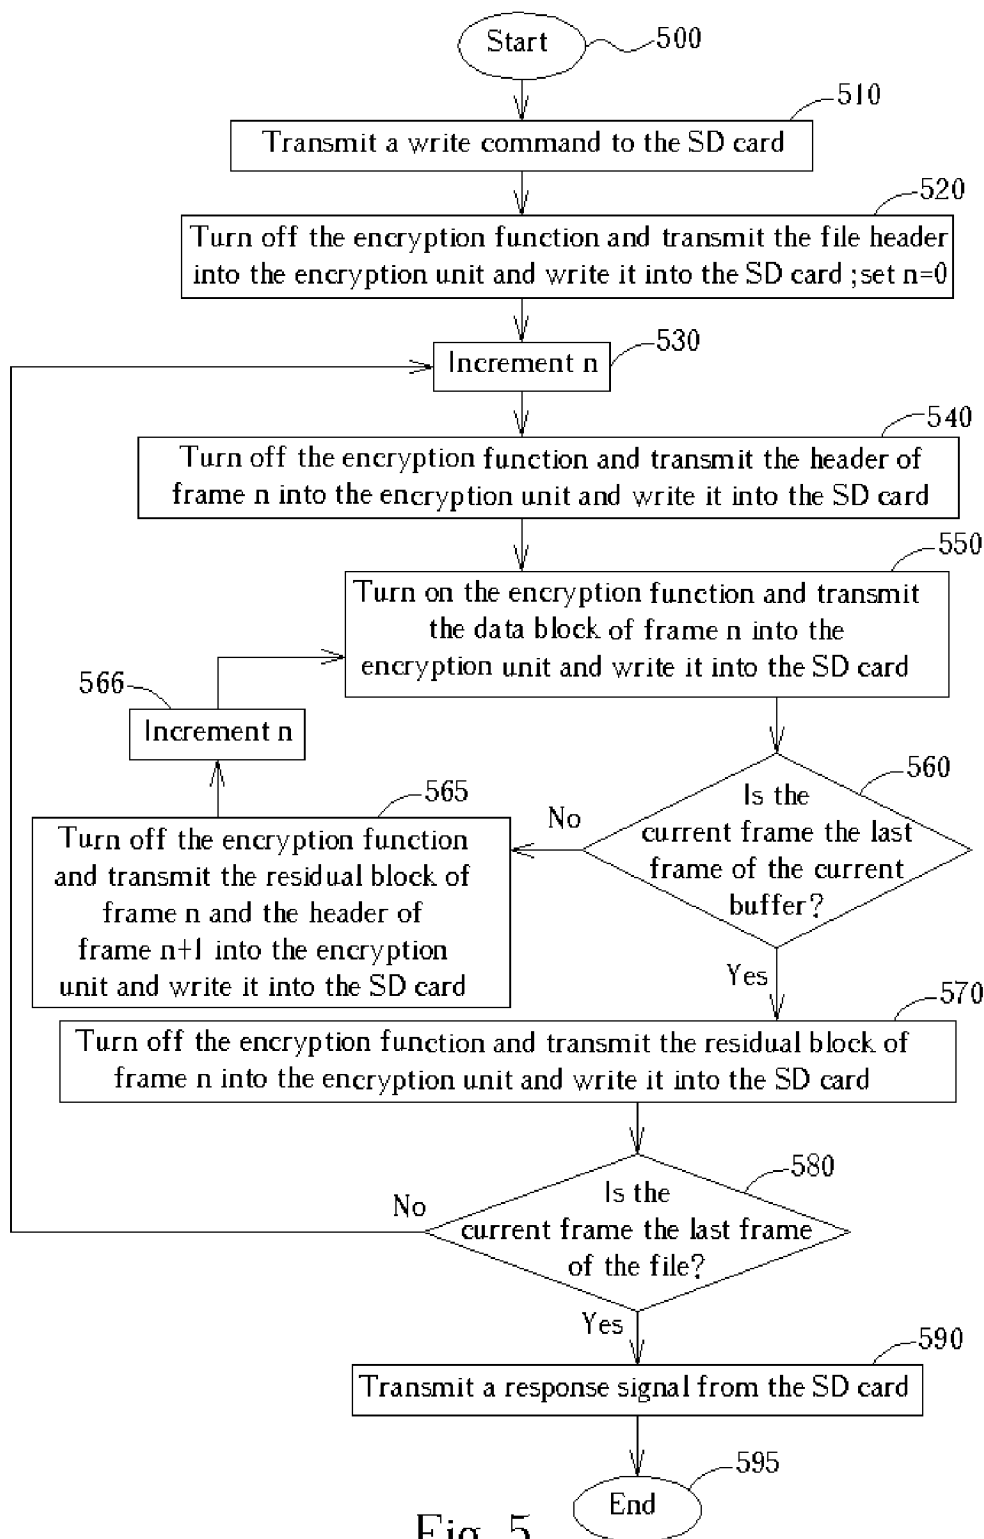 Start
500
510
Transmit a write command to the SD card
520
Turn off the encryption function and transmit the file header
into the encryption unit and write it into the SD card ;set n=0
530
Increment n
540
Turn off the encryption function and transmit the header of
frame n into the encryption unit and write it into the SD card
550
Turn on the encryption function and transmit
the data block of frame n into the
encryption unit and write it into the SD card
566
Increment n
560
Is the
current frame the last
frame of the current
buffer?
No
565
Turn off the encryption function
and transmit the residual block of
frame n and the header of
frame n+1 into the encryption
unit and write it into the SD card
Yes
570
Turn off the encryption function and transmit the residual block of
frame n into the encryption unit and write it into the SD card
580
Is the
current frame the last frame
of the file?
No
Yes
590
Transmit a response signal from the SD card
595
End
Fig. 5